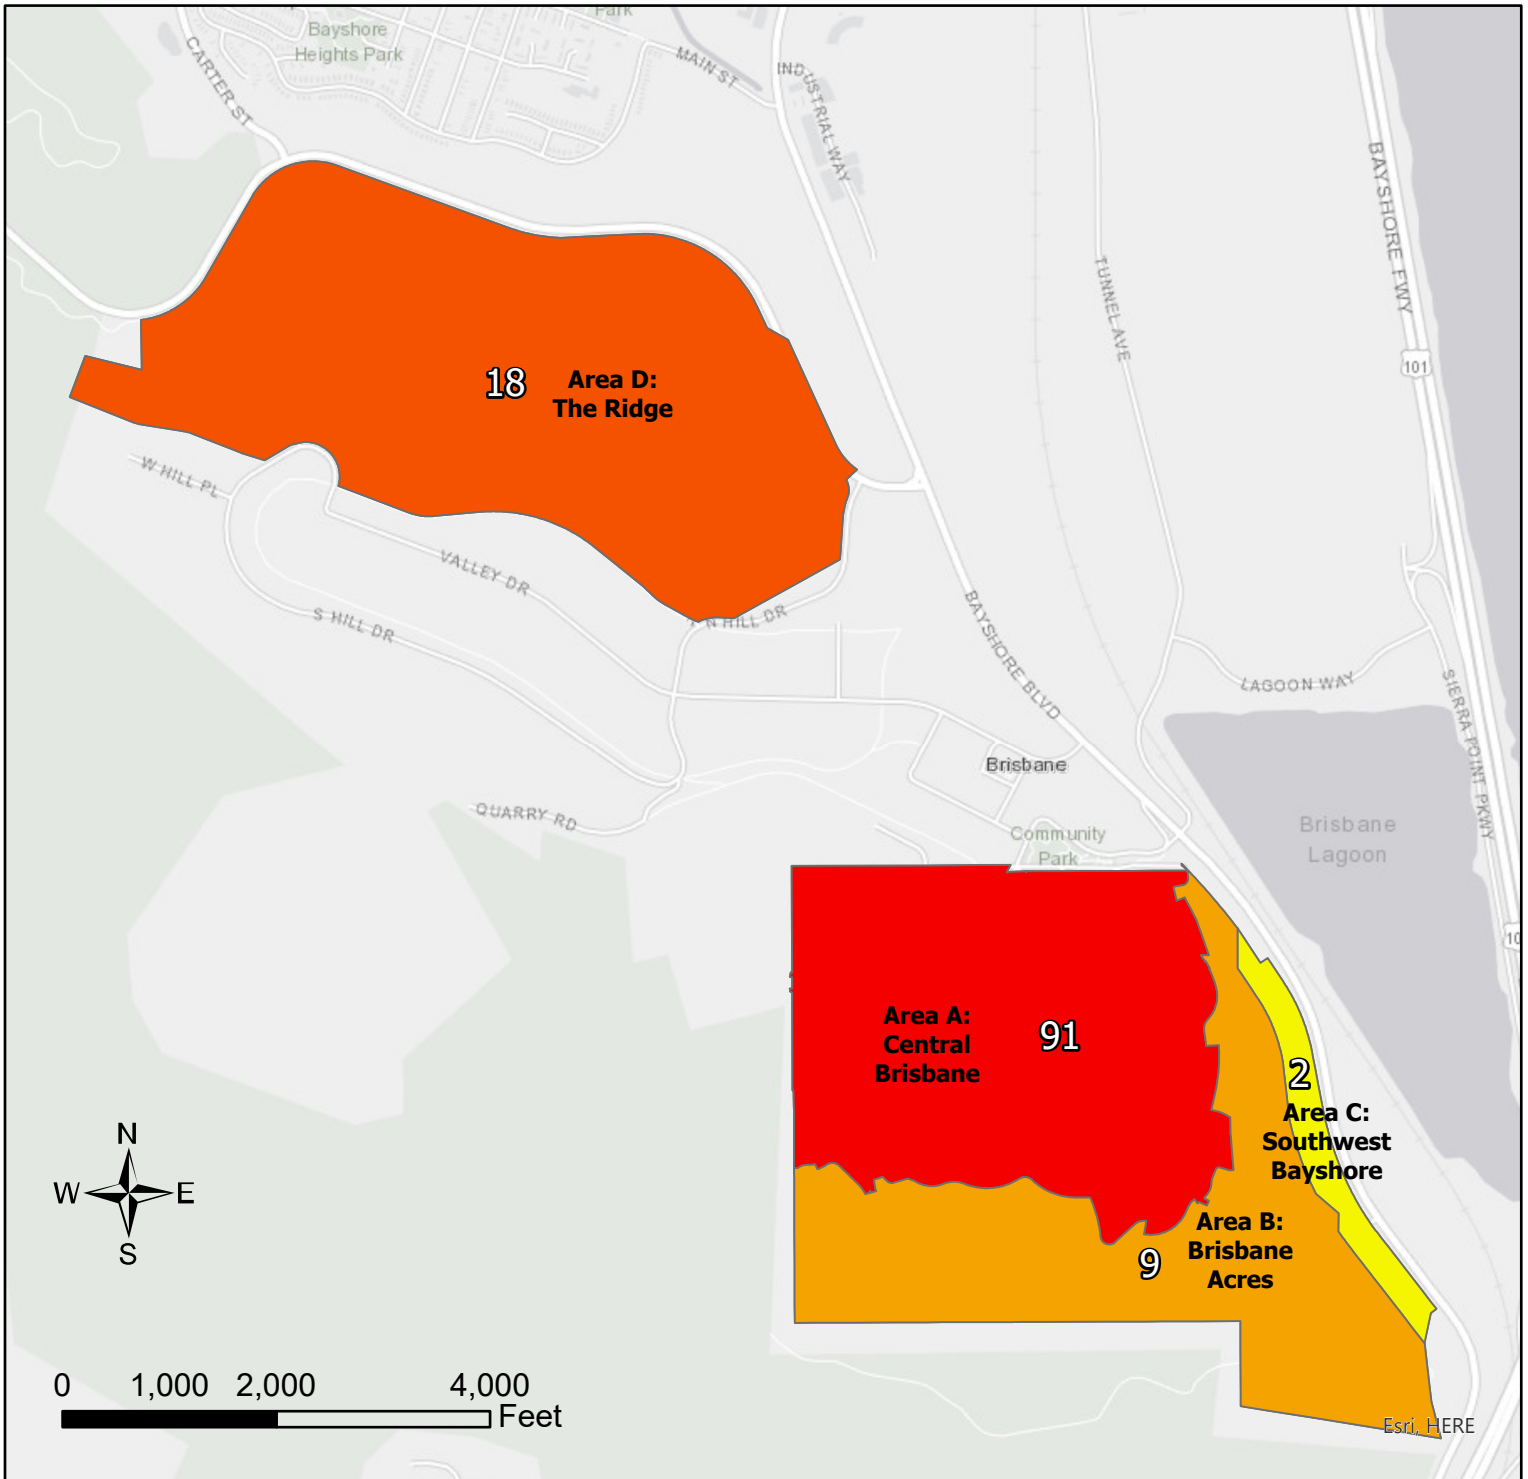 Park
Bayshore
Heights Park
CARTER ST
MAIN ST
INDUSTRIAL WAY
BAYSHORE FWY
TUNNEL AVE
101
18
Area D:
The Ridge
W HILL PL
VALLEY DR
S HILL DR
N HILL DR
BAYSHORE BLVD
LAGOON WAY
SIERRA POINT PKWY
Brisbane
QUARRY RD
Community
Park
Brisbane
Lagoon
10
Area A:
Central
Brisbane
91
2
Area C:
Southwest
Bayshore
Area B:
Brisbane
Acres
9
N
W E
S
0 1,000 2,000 4,000
Feet
Esri, HERE